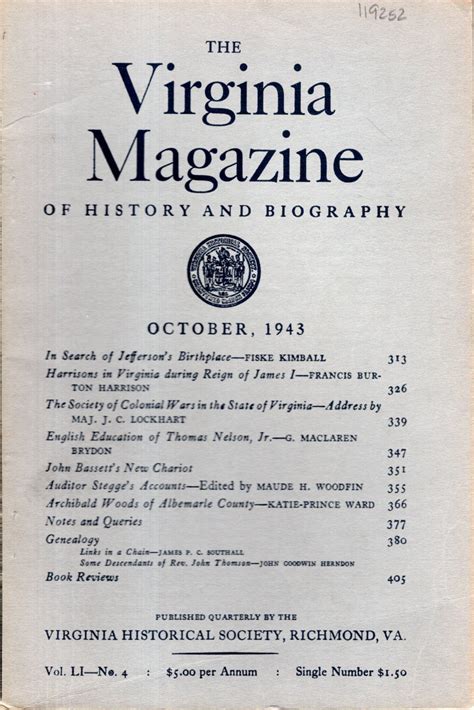 119252
THE
Virginia
Magazine
OF HISTORY AND BIOGRAPHY
OCTOBER, 1943
In Search of Jefferson's Birthplace—FISKE KIMBALL 313
Harrisons in Virginia during Reign of James I—FRANCIS BUR-
TON HARRISON 326
The Society of Colonial Wars in the State of Virginia—Address by
MAJ. J. C. LOCKHART 339
English Education of Thomas Nelson, Jr.—G. MACLAREN
BRYDON 347
John Bassett's New Chariot 351
Auditor Stegge's Accounts—Edited by MAUDE H. WOODFIN 355
Archibald Woods of Albemarle County—KATIE-PRINCE WARD 366
Notes and Queries 377
Genealogy 380
Links in a Chain—JAMES P. C. SOUTHALL
Some Descendants of Rev. John Thomson—JOHN GOODWIN HERNDON
Book Reviews 405
PUBLISHED QUARTERLY BY THE
VIRGINIA HISTORICAL SOCIETY, RICHMOND, VA.
Vol. LI—No. 4 : $5.00 per Annum : Single Number $1.50